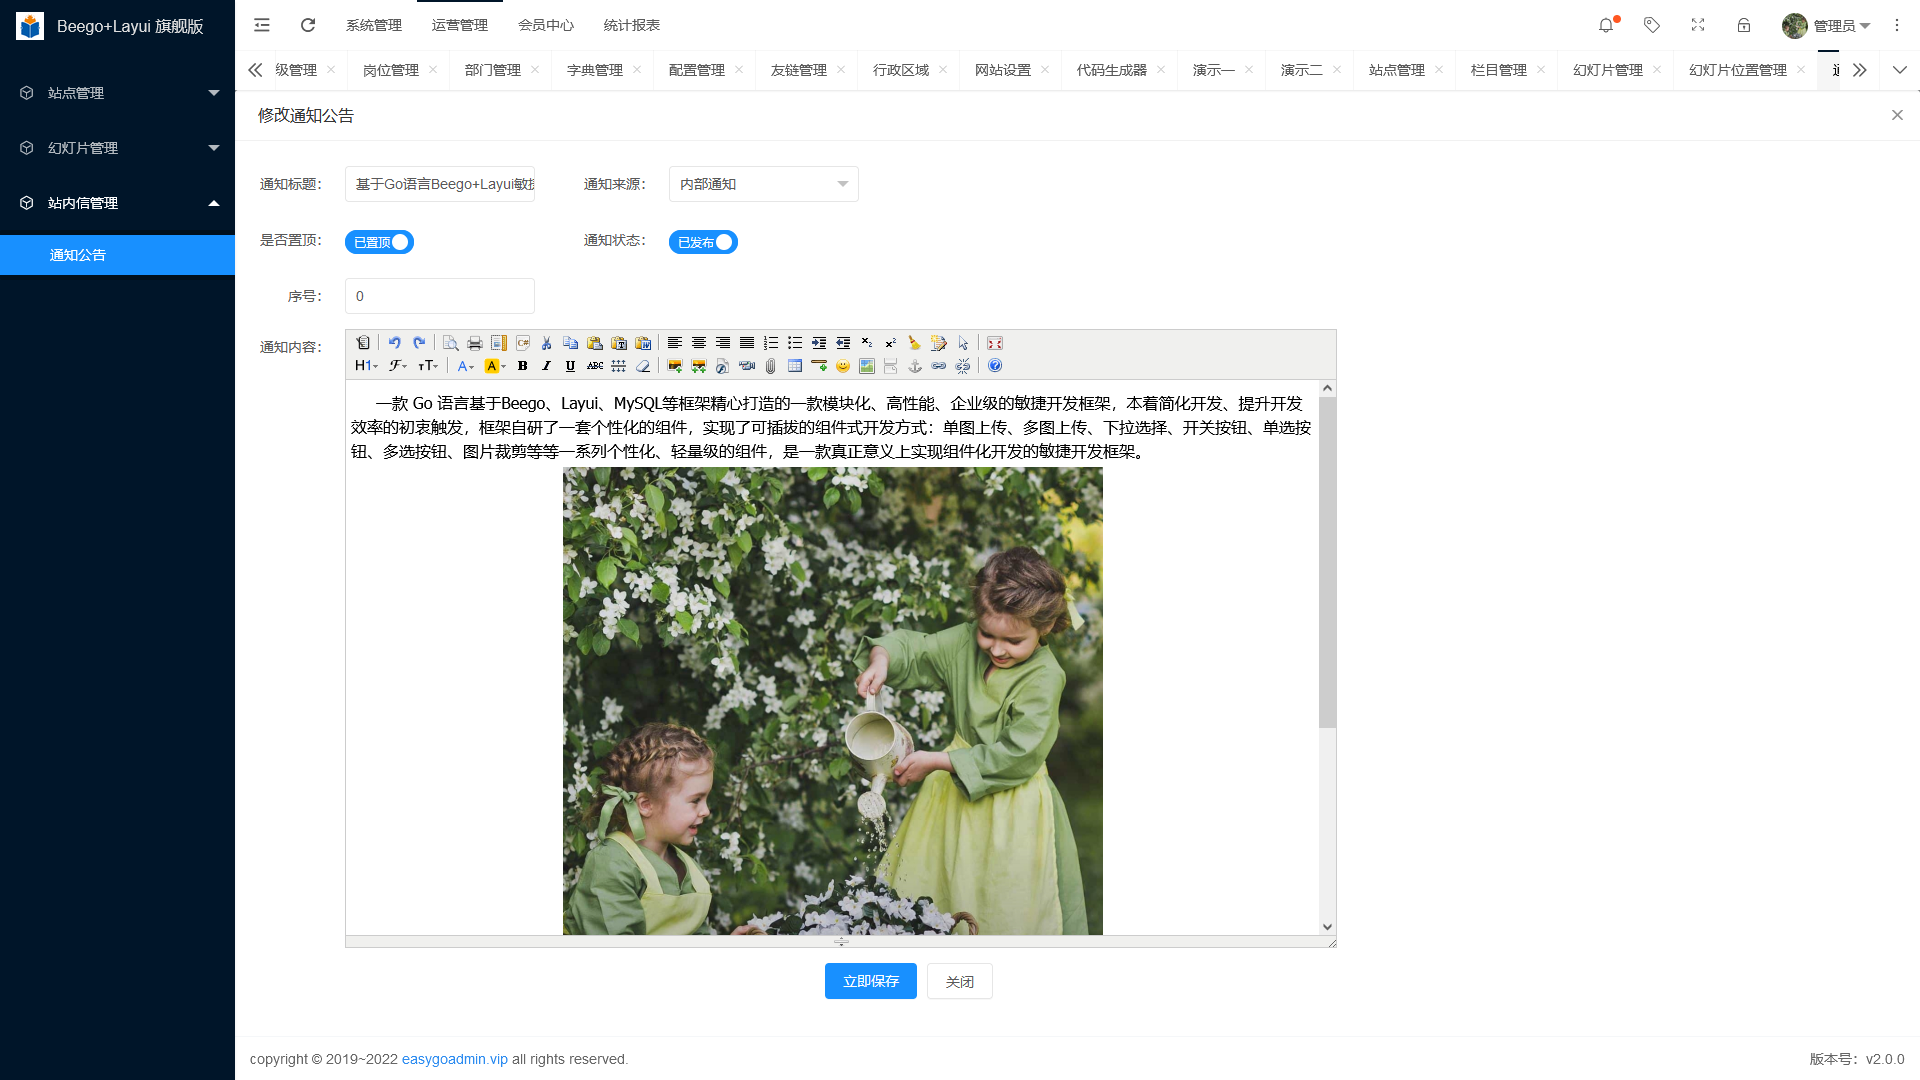 Beego+Layui 旗舰版
系统管理
运营管理
会员中心
统计报表
管理员
级管理
岗位管理
部门管理
字典管理
配置管理
友链管理
行政区域
网站设置
代码生成器
演示一
演示二
站点管理
栏目管理
幻灯片管理
幻灯片位置管理
站点管理
幻灯片管理
站内信管理
通知公告
修改通知公告
通知标题：
基于Go语言Beego+Layui敏捷
通知来源：
内部通知
是否置顶：
已置顶
通知状态：
已发布
序号：
0
通知内容：
一款 Go 语言基于Beego、Layui、MySQL等框架精心打造的一款模块化、高性能、企业级的敏捷开发框架，本着简化开发、提升开发
效率的初衷触发，框架自研了一套个性化的组件，实现了可插拔的组件式开发方式：单图上传、多图上传、下拉选择、开关按钮、单选按
钮、多选按钮、图片裁剪等等一系列个性化、轻量级的组件，是一款真正意义上实现组件化开发的敏捷开发框架。
立即保存
关闭
copyright © 2019~2022 easygoadmin.vip all rights reserved.
版本号：v2.0.0